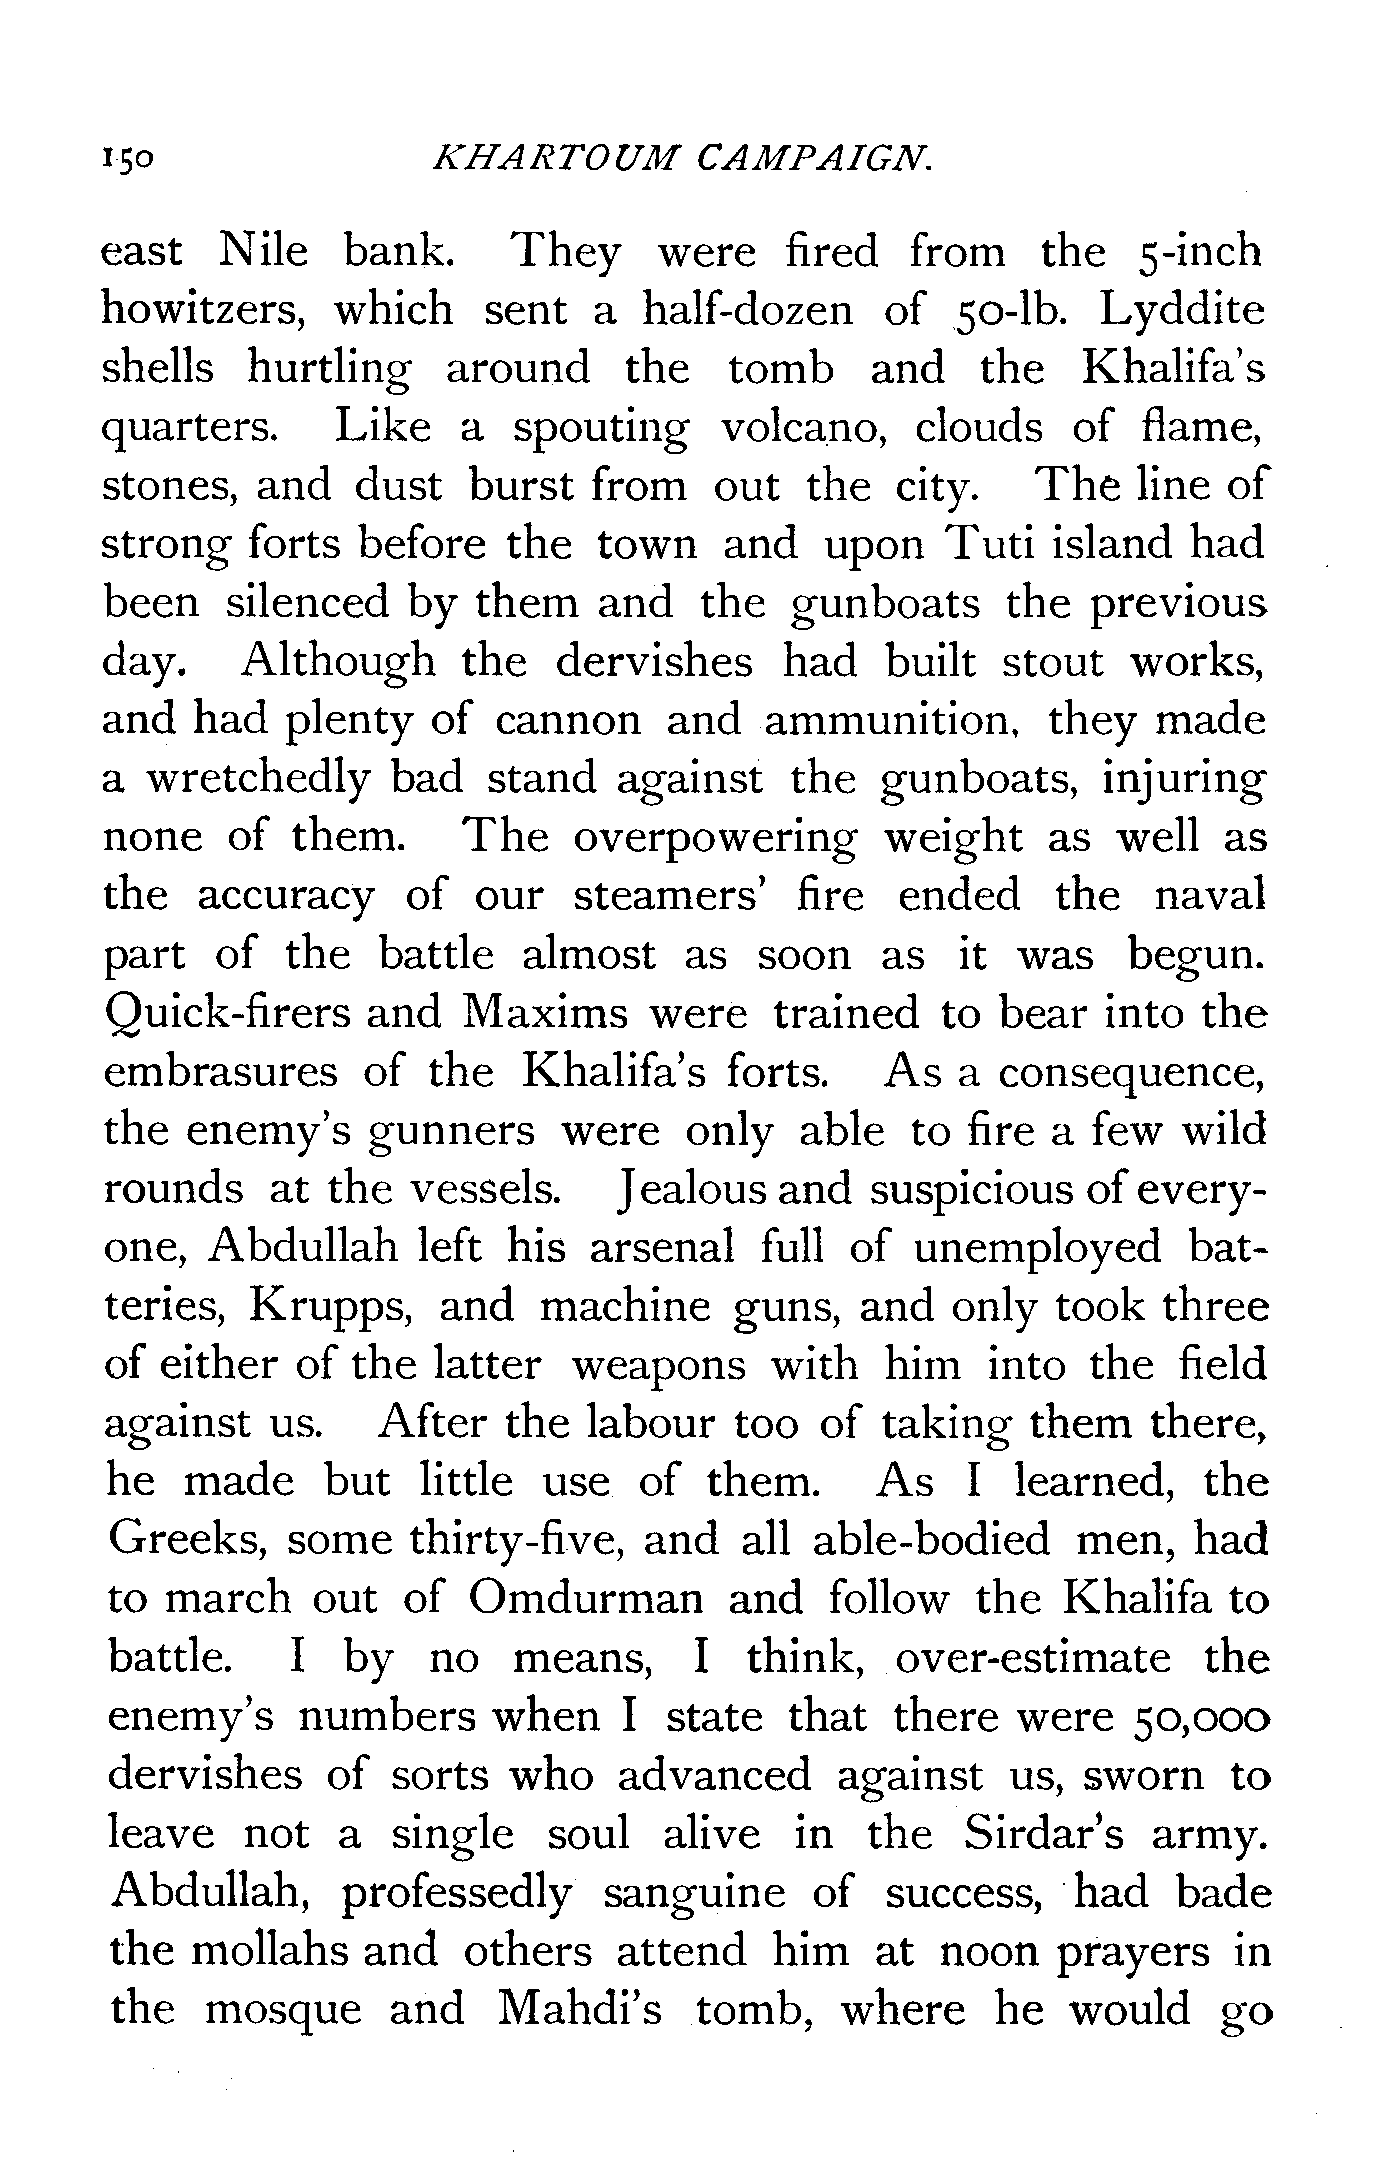 150 KHARTOUM CAMPAIGN.
east Nile bank. They were fired from the 5-inch
howitzers, which sent a half-dozen of 50-lb. Lyddite
shells hurtling around the tomb and the Khalifa's
quarters. Like a spouting volcano, clouds of flame,
stones, and dust burst from out the city. The line of
strong forts before the town and upon Tuti island had
been silenced by them and the gunboats the previous
day. Although the dervishes had built stout works,
and had plenty of cannon and ammunition, they made
a wretchedly bad stand against the gunboats, injuring
none of them. The overpowering weight as well as
the accuracy of our steamers' fire ended the naval
part of the battle almost as soon as it was begun.
Quick-firers and Maxims were trained to bear into the
embrasures of the Khalifa's forts. As a consequence,
the enemy's gunners were only able to fire a few wild
rounds at the vessels. Jealous and suspicious of every-
one, Abdullah left his arsenal full of unemployed bat-
teries, Krupps, and machine guns, and only took three
of either of the latter weapons with him into the field
against us. After the labour too of taking them there,
he made but little use of them. As I learned, the
Greeks, some thirty-five, and all able-bodied men, had
to march out of Omdurman and follow the Khalifa to
battle. I by no means, I think, over-estimate the
enemy's numbers when I state that there were 50,000
dervishes of sorts who advanced against us, sworn to
leave not a single soul alive in the Sirdar's army.
Abdullah, professedly sanguine of success, had bade
the mollahs and others attend him at noon prayers in
the mosque and Mahdi's tomb, where he would go